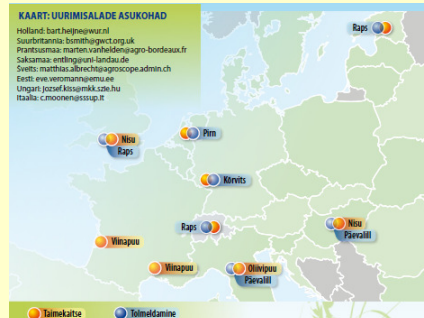 KAART: UURIMISALADE ASUKOHAD
Holland: bart.heijne@wur.nl
Suurbritannia: bsmith@gwct.org.uk
Prantsusmaa: marten.vanhelden@agro-bordeaux.fr
Saksamaa: entling@uni-landau.de
Šveits: matthias.albrecht@agroscope.admin.ch
Eesti: eve.veromann@emu.ee
Ungari: jozsef.kiss@mkk.szie.hu
Itaalia: c.moonen@sssup.it
Raps
Pirn
Nisu
Raps
Kõrvits
Raps
Nisu
Päevalill
Viinapuu
Viinapuu
Oliivipuu
Päevalill
Taimekaitse
Tolmeldamine